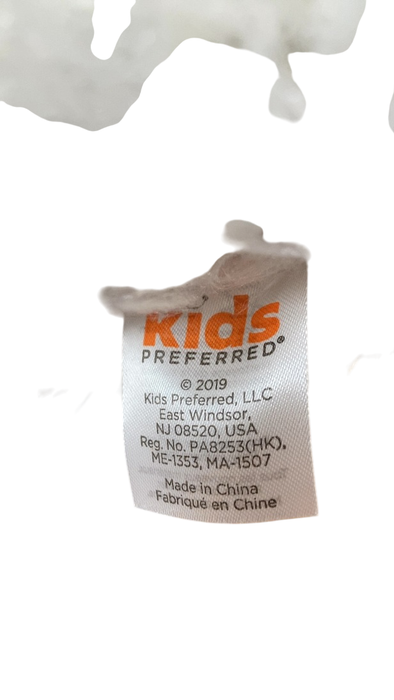 Kids
PREFERRED®
© 2019
Kids Preferred, LLC
East Windsor,
NJ 08520, USA
Reg. No. PA8253(HK),
ME-1353, MA-1507
Made in China
Fabriqué en Chine